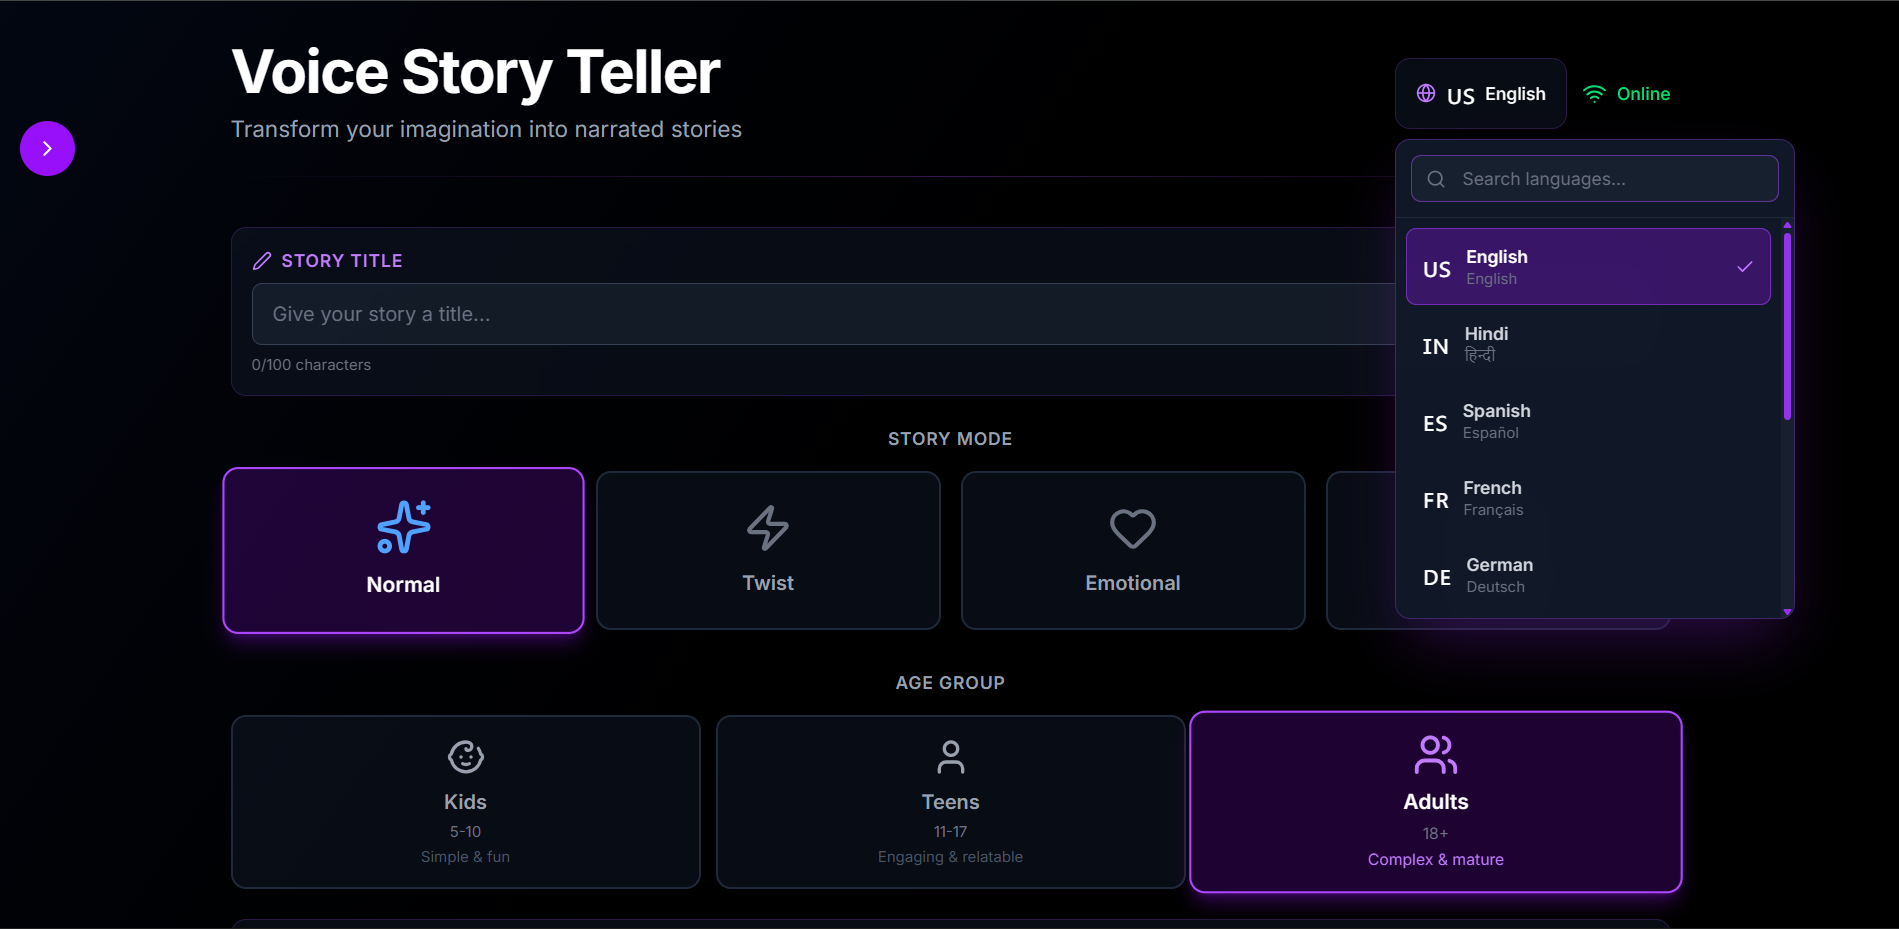 Voice Story Teller
Transform your imagination into narrated stories
US English
Online
Search languages...
US English
English
IN Hindi
हिन्दी
ES Spanish
Español
FR French
Français
DE German
Deutsch
STORY TITLE
Give your story a title...
0/100 characters
STORY MODE
Normal
Twist
Emotional
AGE GROUP
Kids
5-10
Simple & fun
Teens
11-17
Engaging & relatable
Adults
18+
Complex & mature